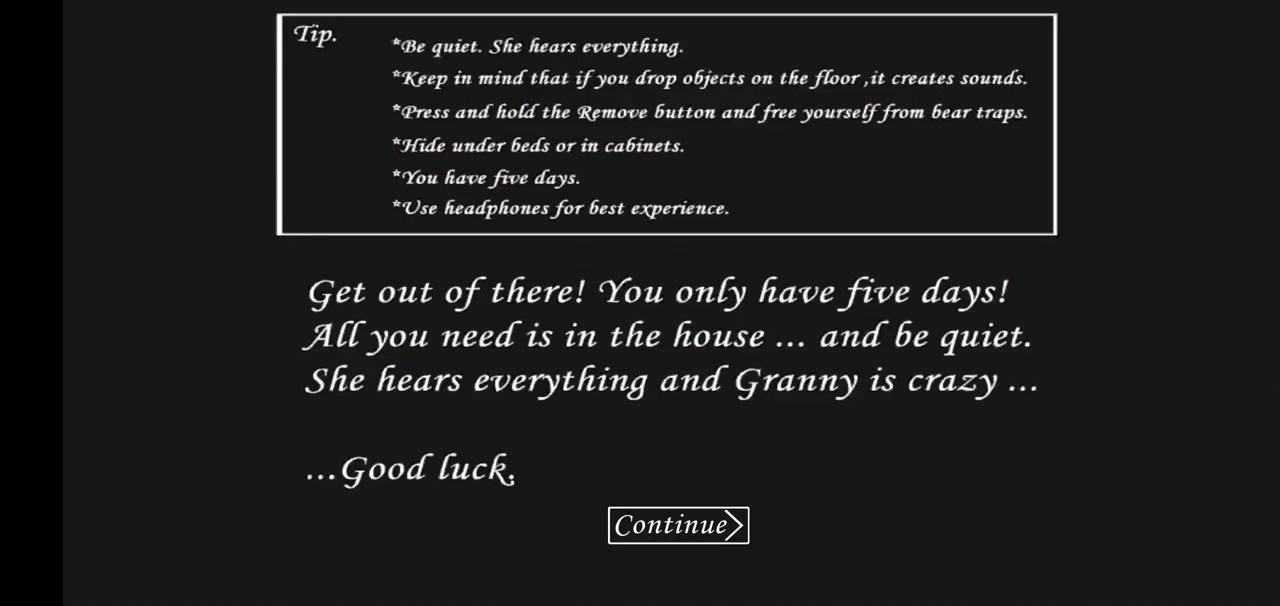 Tip.
*Be quiet. She hears everything.
*Keep in mind that if you drop objects on the floor ,it creates sounds.
*Press and hold the Remove button and free yourself from bear traps.
*Hide under beds or in cabinets.
*You have five days.
*Use headphones for best experience.
Get out of there! You only have five days!
All you need is in the house ... and be quiet.
She hears everything and Granny is crazy ...
...Good luck.
Continue